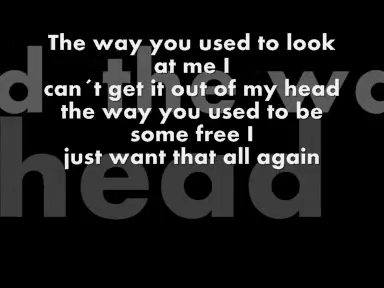 The way you used to look
at me I
can´t get it out of my head
the way you used to be
some free I
just want that all again
d the wa
head